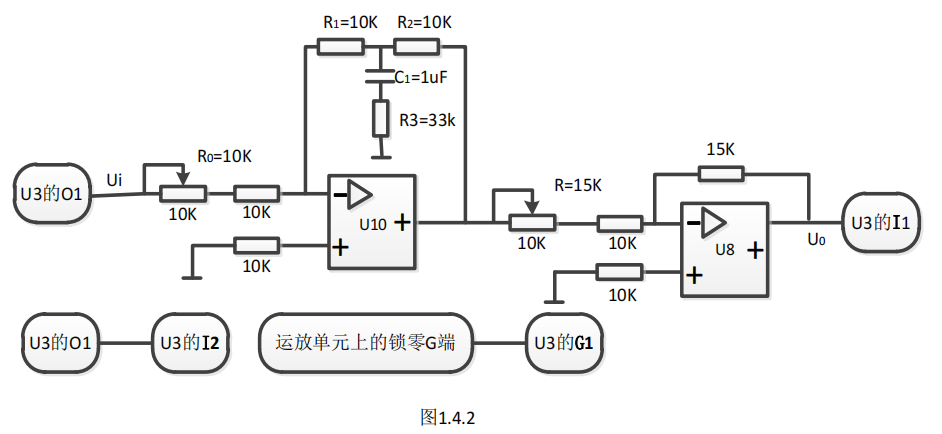 R₁=10K
R₂=10K
C₁=1uF
R3=33k
U3的O1
Ui
R₀=10K
10K
10K
U10
10K
R=15K
10K
10K
15K
U8
10K
U₀
U3的I1
U3的O1
U3的I2
运放单元上的锁零G端
U3的G1
图1.4.2